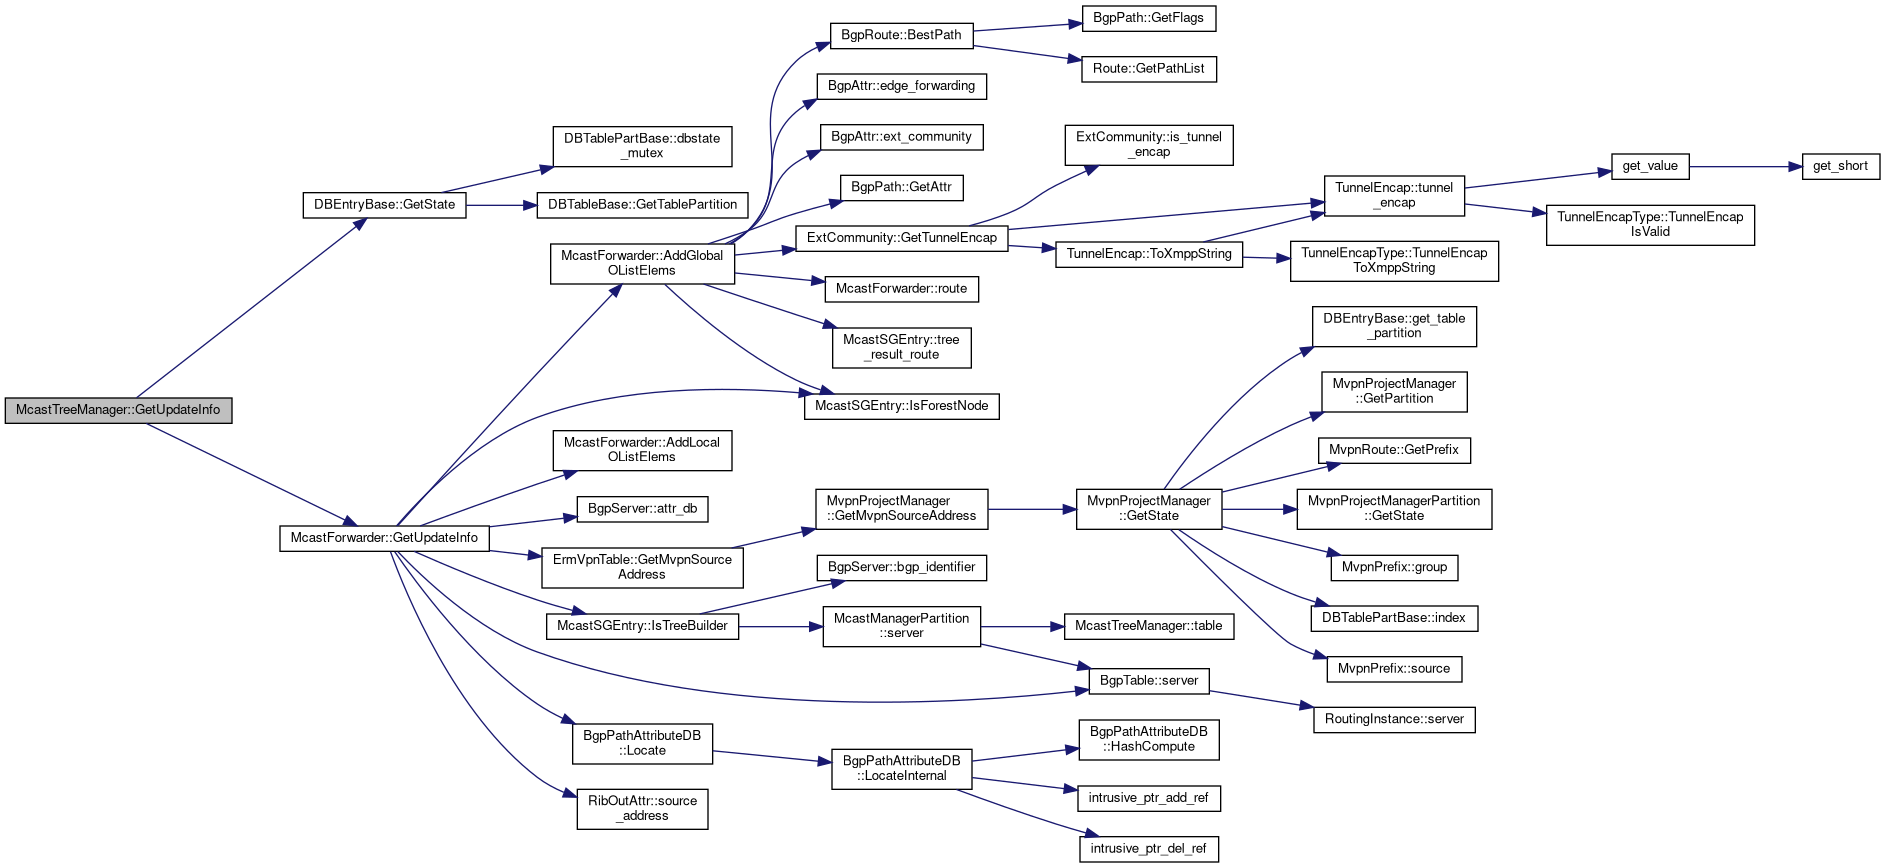 McastTreeManager::GetUpdateInfo
DBEntryBase::GetState
DBTablePartBase::dbstate
_mutex
DBTableBase::GetTablePartition
McastForwarder::GetUpdateInfo
McastForwarder::AddGlobal
OListElems
BgpRoute::BestPath
BgpPath::GetFlags
Route::GetPathList
BgpAttr::edge_forwarding
BgpAttr::ext_community
BgpPath::GetAttr
ExtCommunity::GetTunnelEncap
ExtCommunity::is_tunnel
_encap
TunnelEncap::tunnel
_encap
get_value
get_short
TunnelEncapType::TunnelEncap
IsValid
TunnelEncap::ToXmppString
TunnelEncapType::TunnelEncap
ToXmppString
McastForwarder::route
McastSGEntry::tree
_result_route
McastSGEntry::IsForestNode
McastForwarder::AddLocal
OListElems
BgpServer::attr_db
ErmVpnTable::GetMvpnSource
Address
MvpnProjectManager
::GetMvpnSourceAddress
MvpnProjectManager
::GetState
DBEntryBase::get_table
_partition
MvpnProjectManager
::GetPartition
MvpnRoute::GetPrefix
MvpnProjectManagerPartition
::GetState
MvpnPrefix::group
DBTablePartBase::index
MvpnPrefix::source
McastSGEntry::IsTreeBuilder
BgpServer::bgp_identifier
McastManagerPartition
::server
McastTreeManager::table
BgpTable::server
RoutingInstance::server
BgpPathAttributeDB
::Locate
BgpPathAttributeDB
::LocateInternal
BgpPathAttributeDB
::HashCompute
intrusive_ptr_add_ref
intrusive_ptr_del_ref
RibOutAttr::source
_address